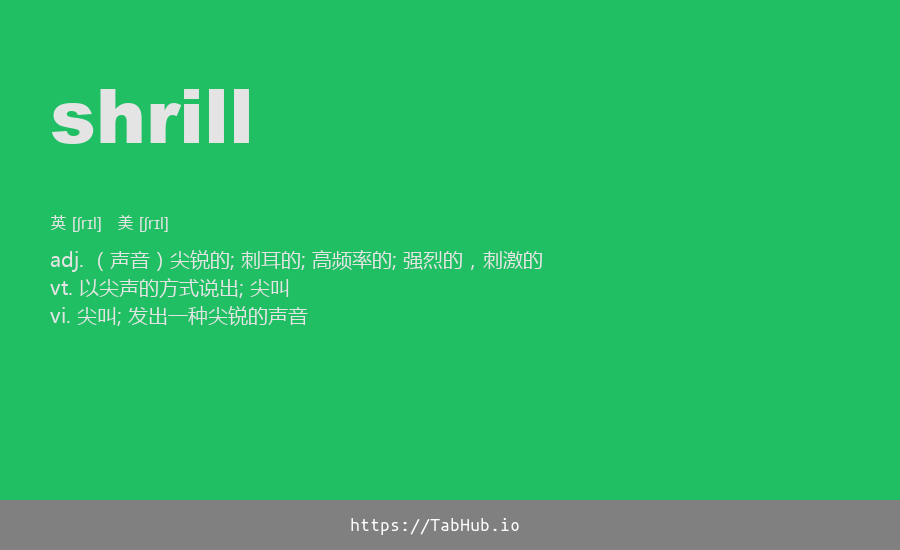 shrill
英 [ʃrɪl] 美 [ʃrɪl]
adj. （声音）尖锐的; 刺耳的; 高频率的; 强烈的，刺激的
vt. 以尖声的方式说出; 尖叫
vi. 尖叫; 发出一种尖锐的声音
https://TabHub.io